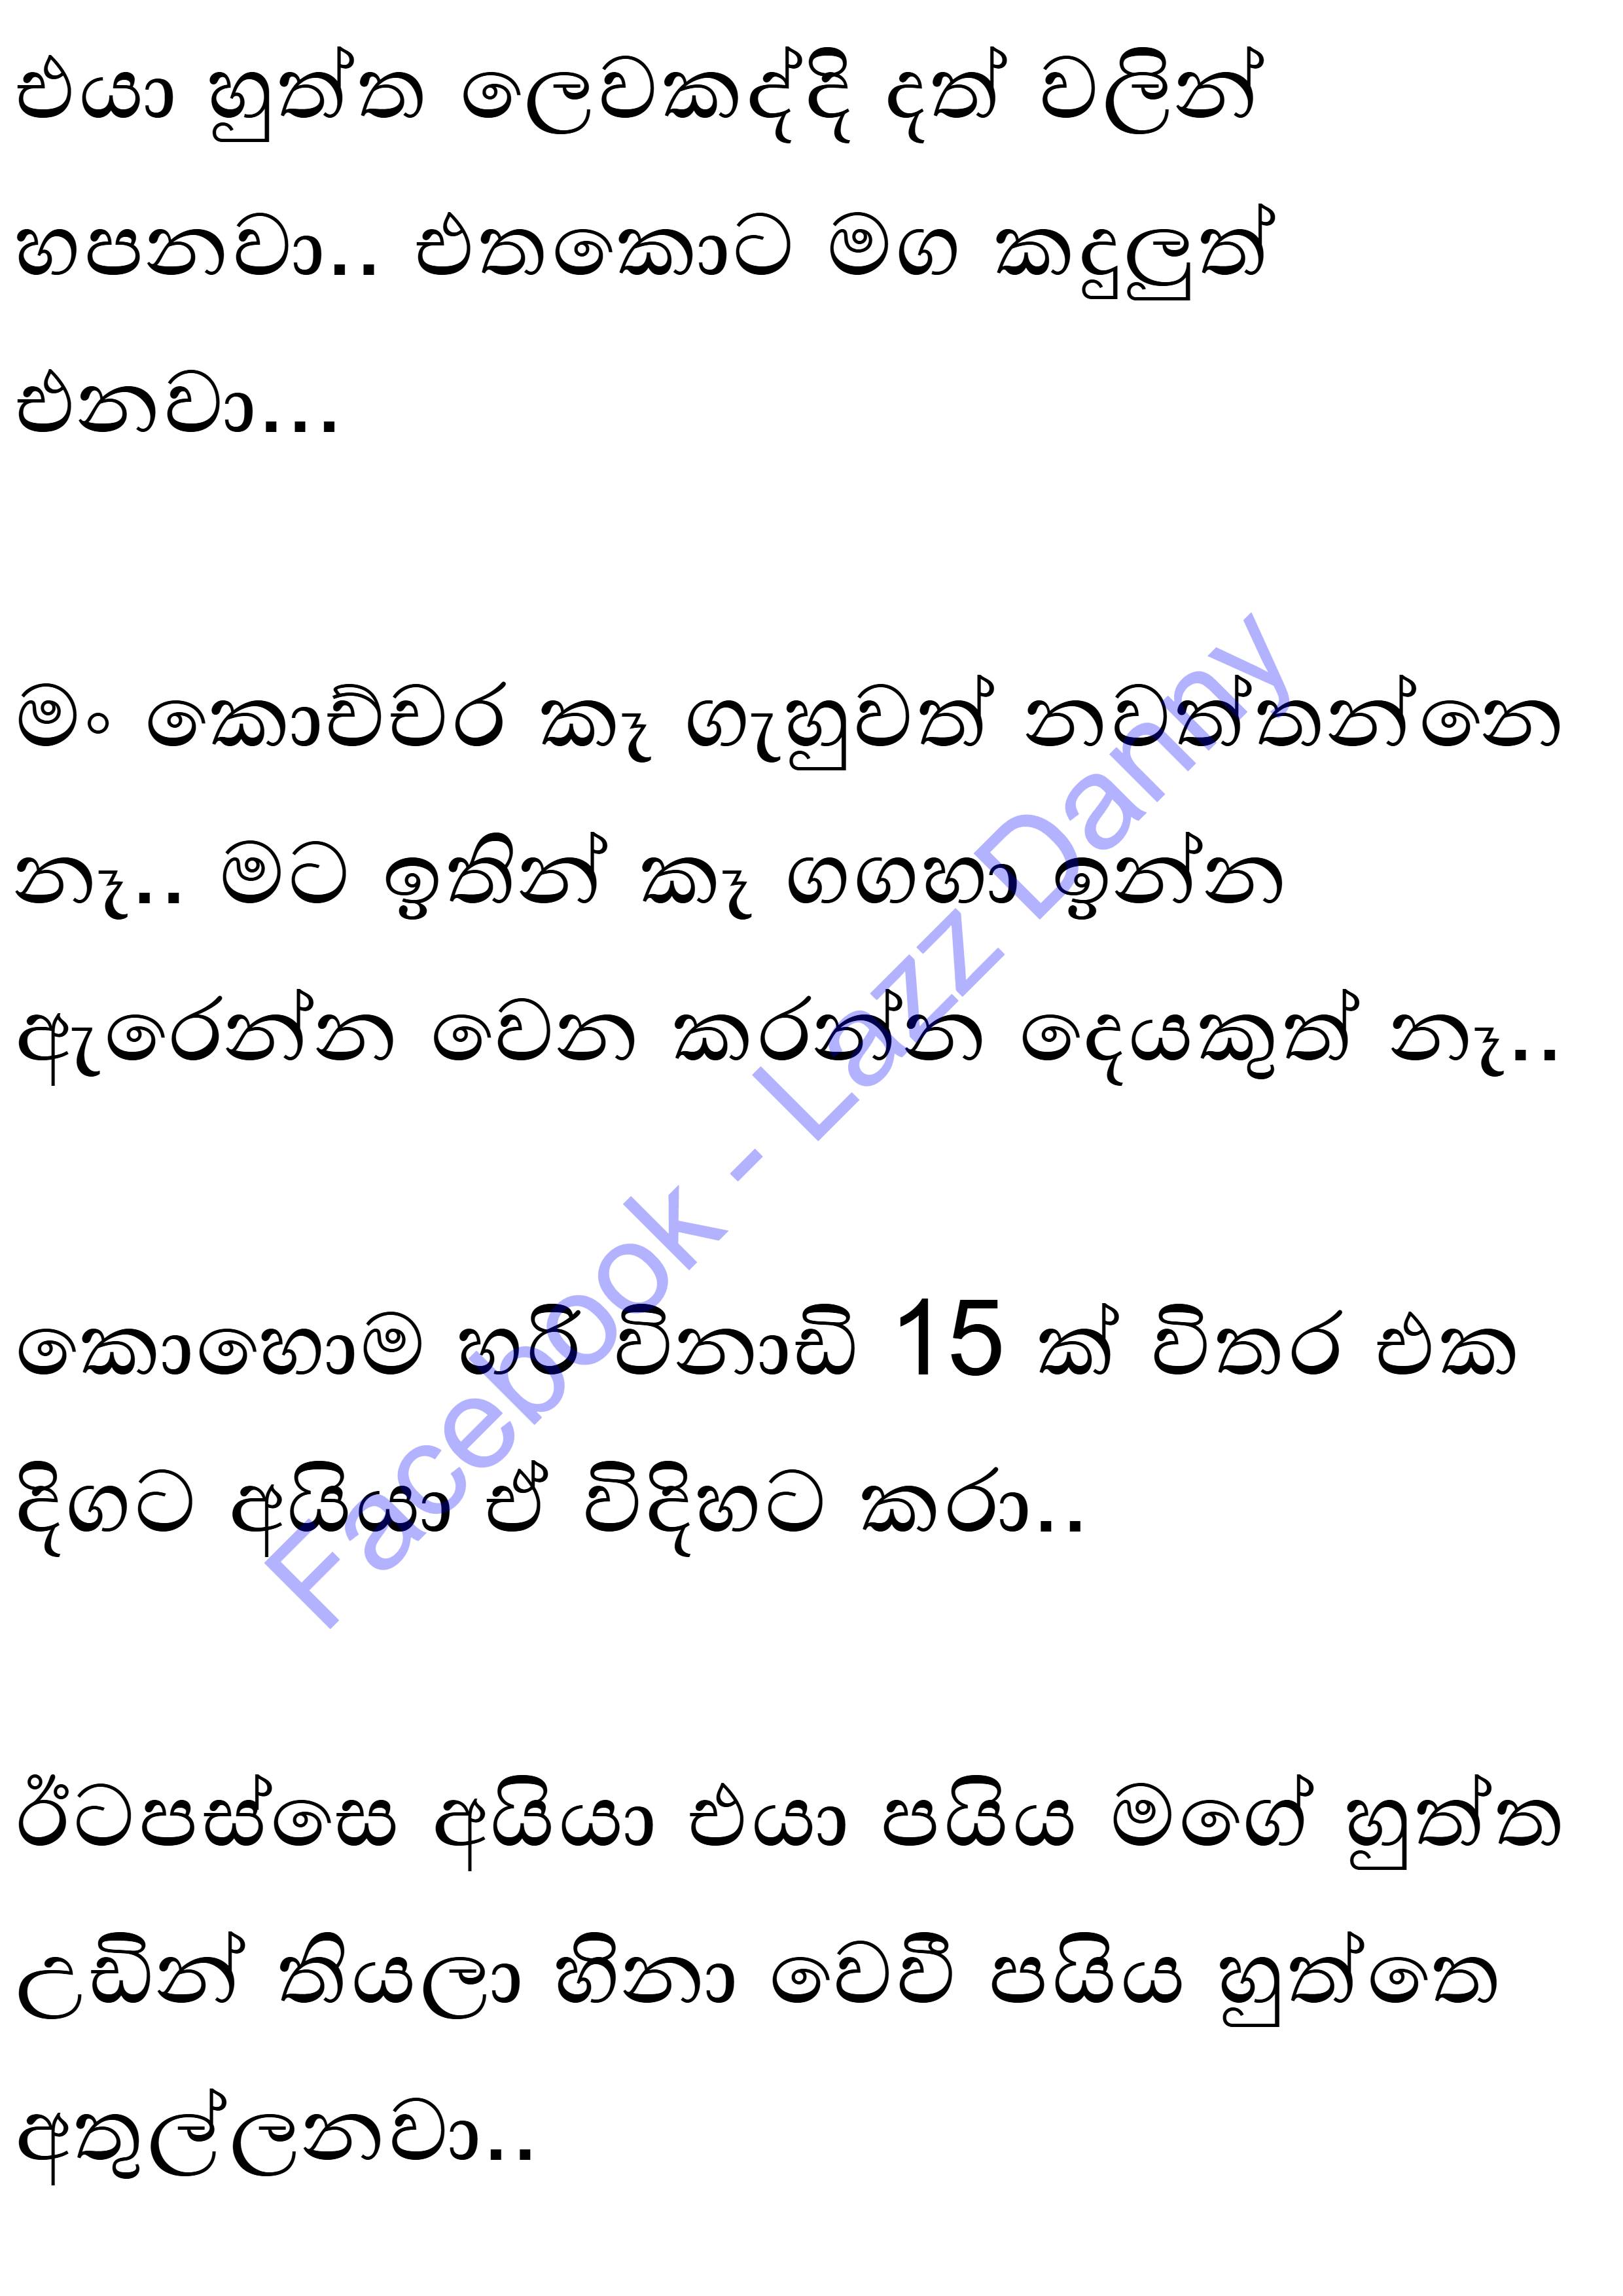 එයා හුත්ත ලෙවකද්දි දත් වලින්
හපනවා.. එතකොට මග කඳුලුත්
එනවා...
මං කොච්චර කෑ ගැහුවත් නවත්තන්නෙ
නෑ.. මට ඉතින් කෑ ගගහා ඉන්න
ඇරෙන්න වෙන කරන්න දෙයකුත් නෑ..
කොහොම හරි විනාඩි 15 ක් විතර එක
දිගට අයියා ඒ විදිහට කරා..
ඊටපස්සෙ අයියා එයා පයිය මගේ හුත්ත
උඩින් තියලා හිනා වෙවී පයිය හුත්තෙ
අතුල්ලනවා..
Facebook - Lazz Danny